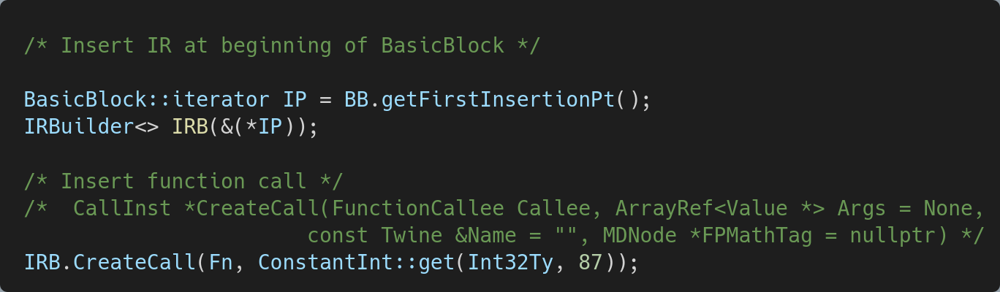 /* Insert IR at beginning of BasicBlock */
BasicBlock::iterator IP = BB.getFirstInsertionPt();
IRBuilder<> IRB(&(*IP));
/* Insert function call */
/*  CallInst *CreateCall(FunctionCallee Callee, ArrayRef<Value *> Args = None,
                       const Twine &Name = "", MDNode *FPMathTag = nullptr) */
IRB.CreateCall(Fn, ConstantInt::get(Int32Ty, 87));